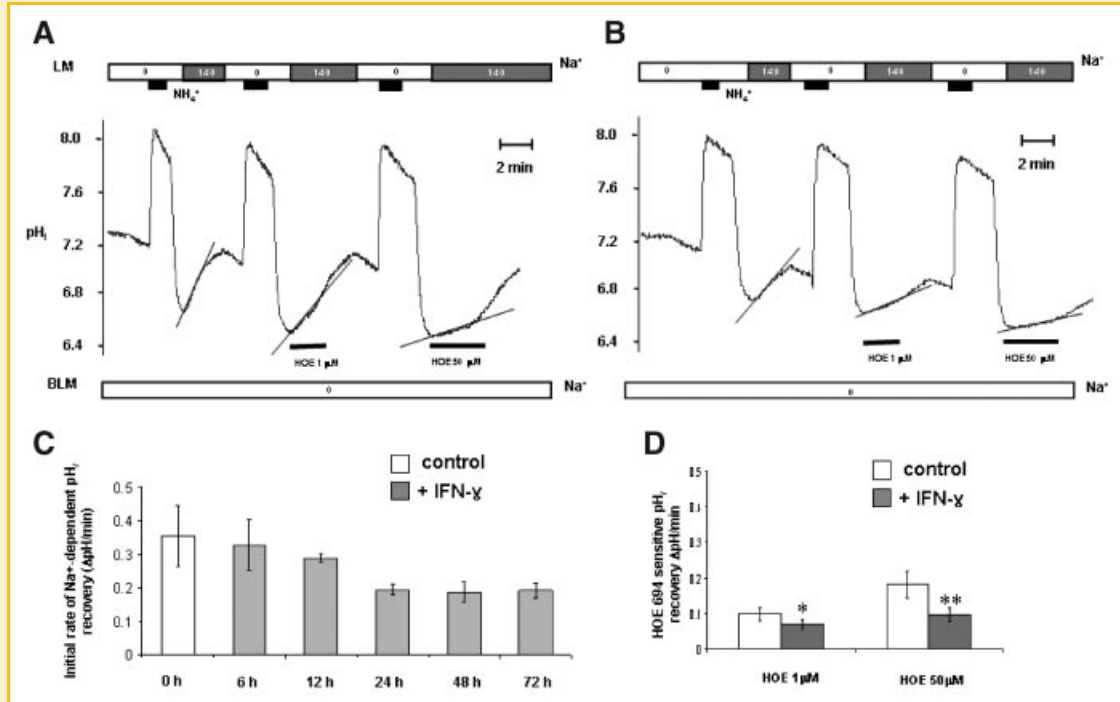 A
LM 0 140 0 140 0 140 Na⁺
NH₄⁺
8.0
7.6
pHi 7.2
6.8
6.4
2 min
HOE 1 µM
HOE 50 µM
BLM 0 Na⁺
B
0 140 0 140 0 140 Na⁺
NH₄⁺
8.0
7.6
7.2
6.8
6.4
2 min
HOE 1 µM
HOE 50 µM
0 Na⁺
C
control
+ IFN-ɣ
Initial rate of Na+-dependent pHi
recovery (ΔpH/min)
0.5
0.4
0.3
0.2
0.1
0
0 h 6 h 12 h 24 h 48 h 72 h
D
control
+ IFN-ɣ
HOE 694 sensitive pHi
recovery ΔpH/min
* **
HOE 1µM HOE 50µM